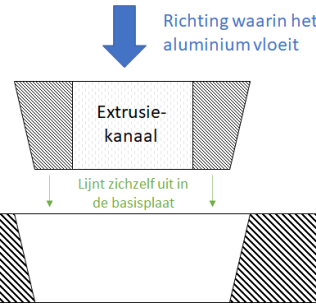 Richting waarin het
aluminium vloeit
Extrusie-
kanaal
Lijnt zichzelf uit in
de basisplaat